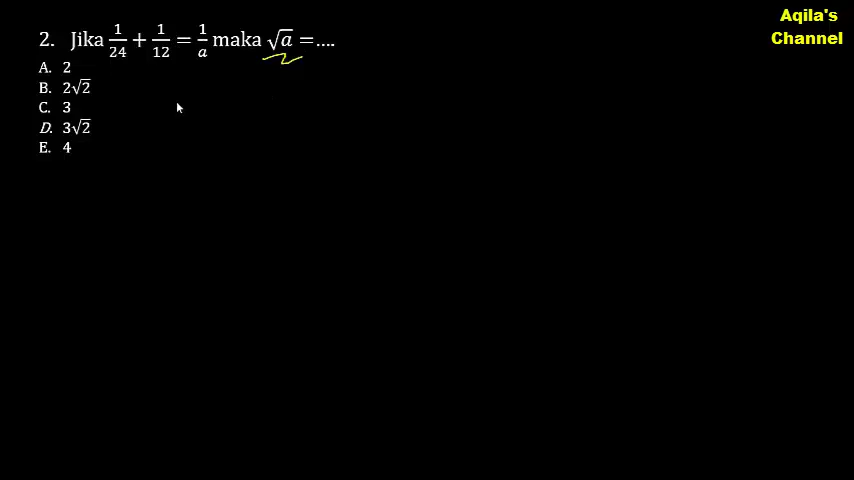 Aqila's
Channel
2. Jika 1/24 + 1/12 = 1/a maka √a =....
A. 2
B. 2√2
C. 3
D. 3√2
E. 4